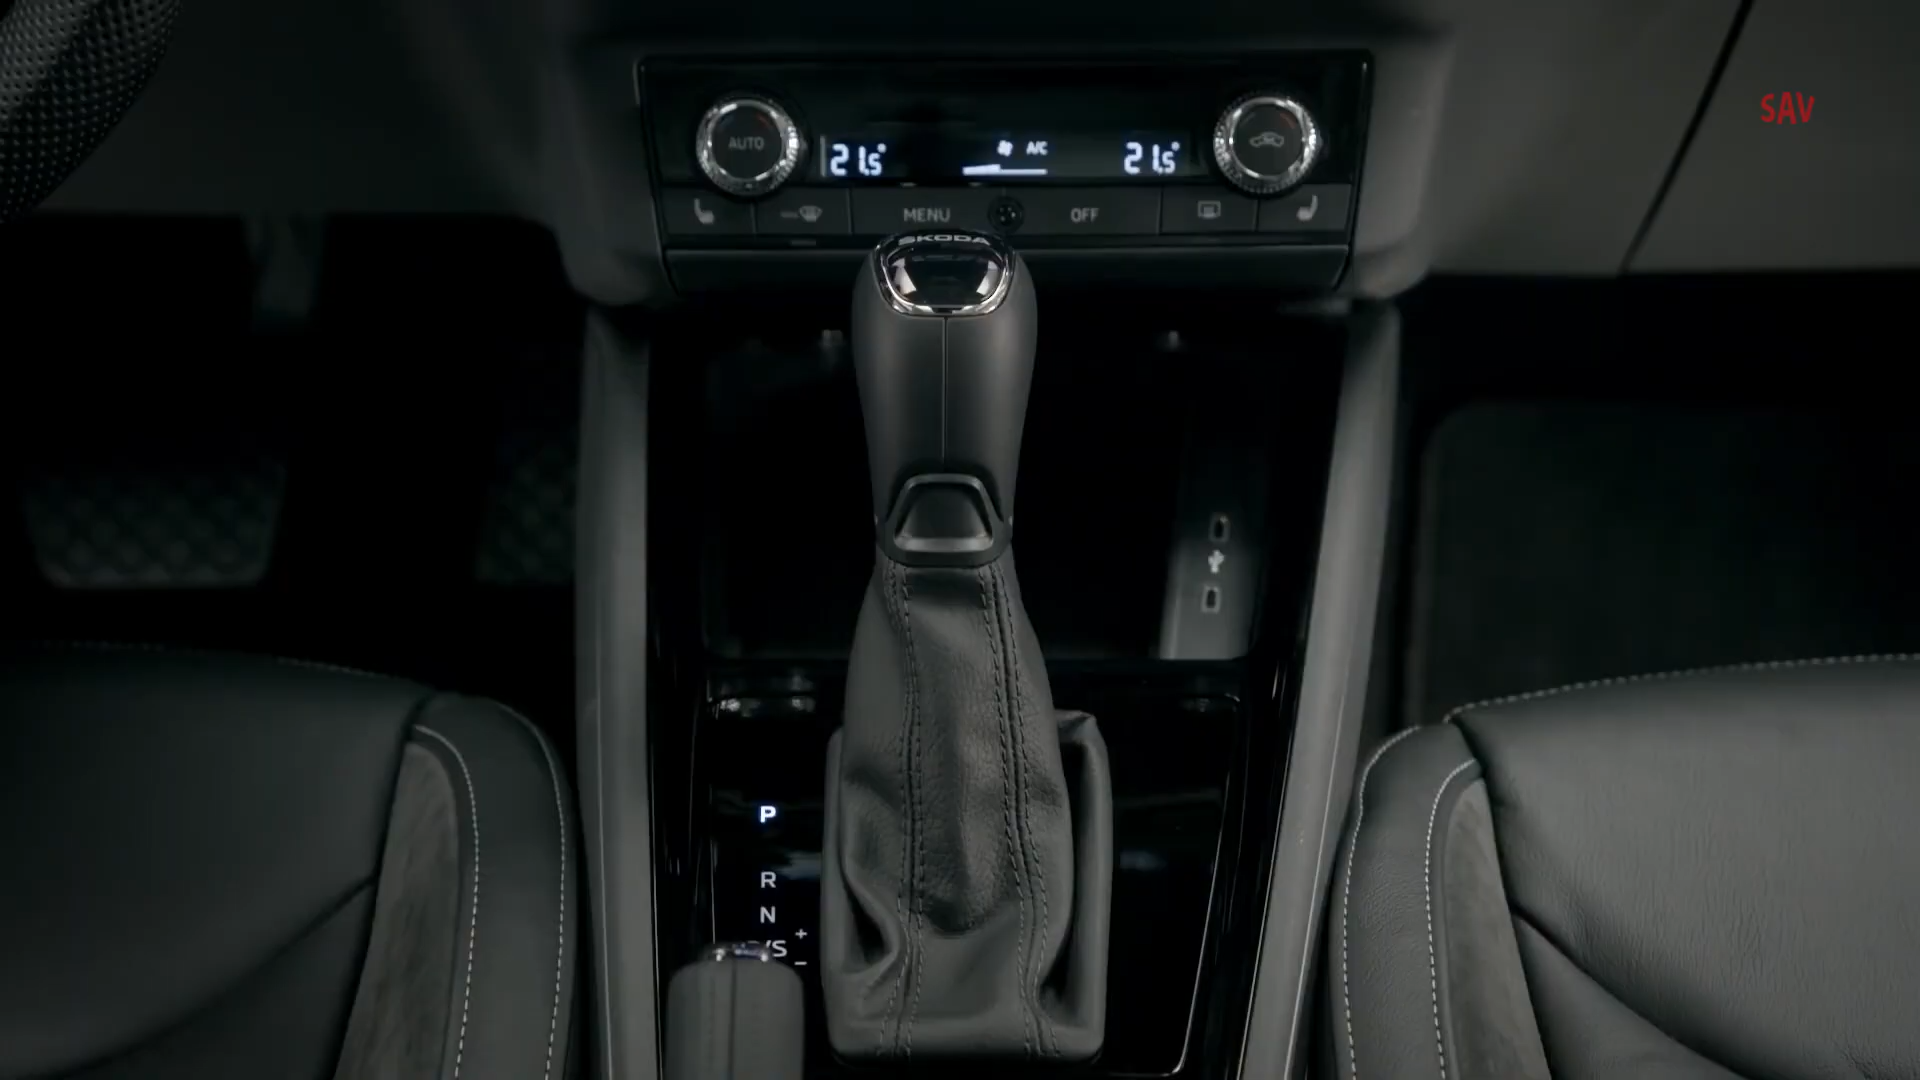 SAV
AUTO 21.5° A/C 21.5°
MENU OFF
ŠKODA
P
R
N
/S
+
−